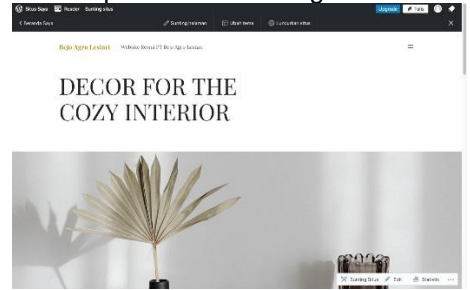 Situs Saya Reader Sunting situs Upgrade Tulis
Beranda Saya Sunting halaman Ubah tema Luncurkan situs
Bejo Agro Lestari Website Resmi PT Bejo Agro Lestari
DECOR FOR THE
COZY INTERIOR
Sunting Situs Edit Statistik